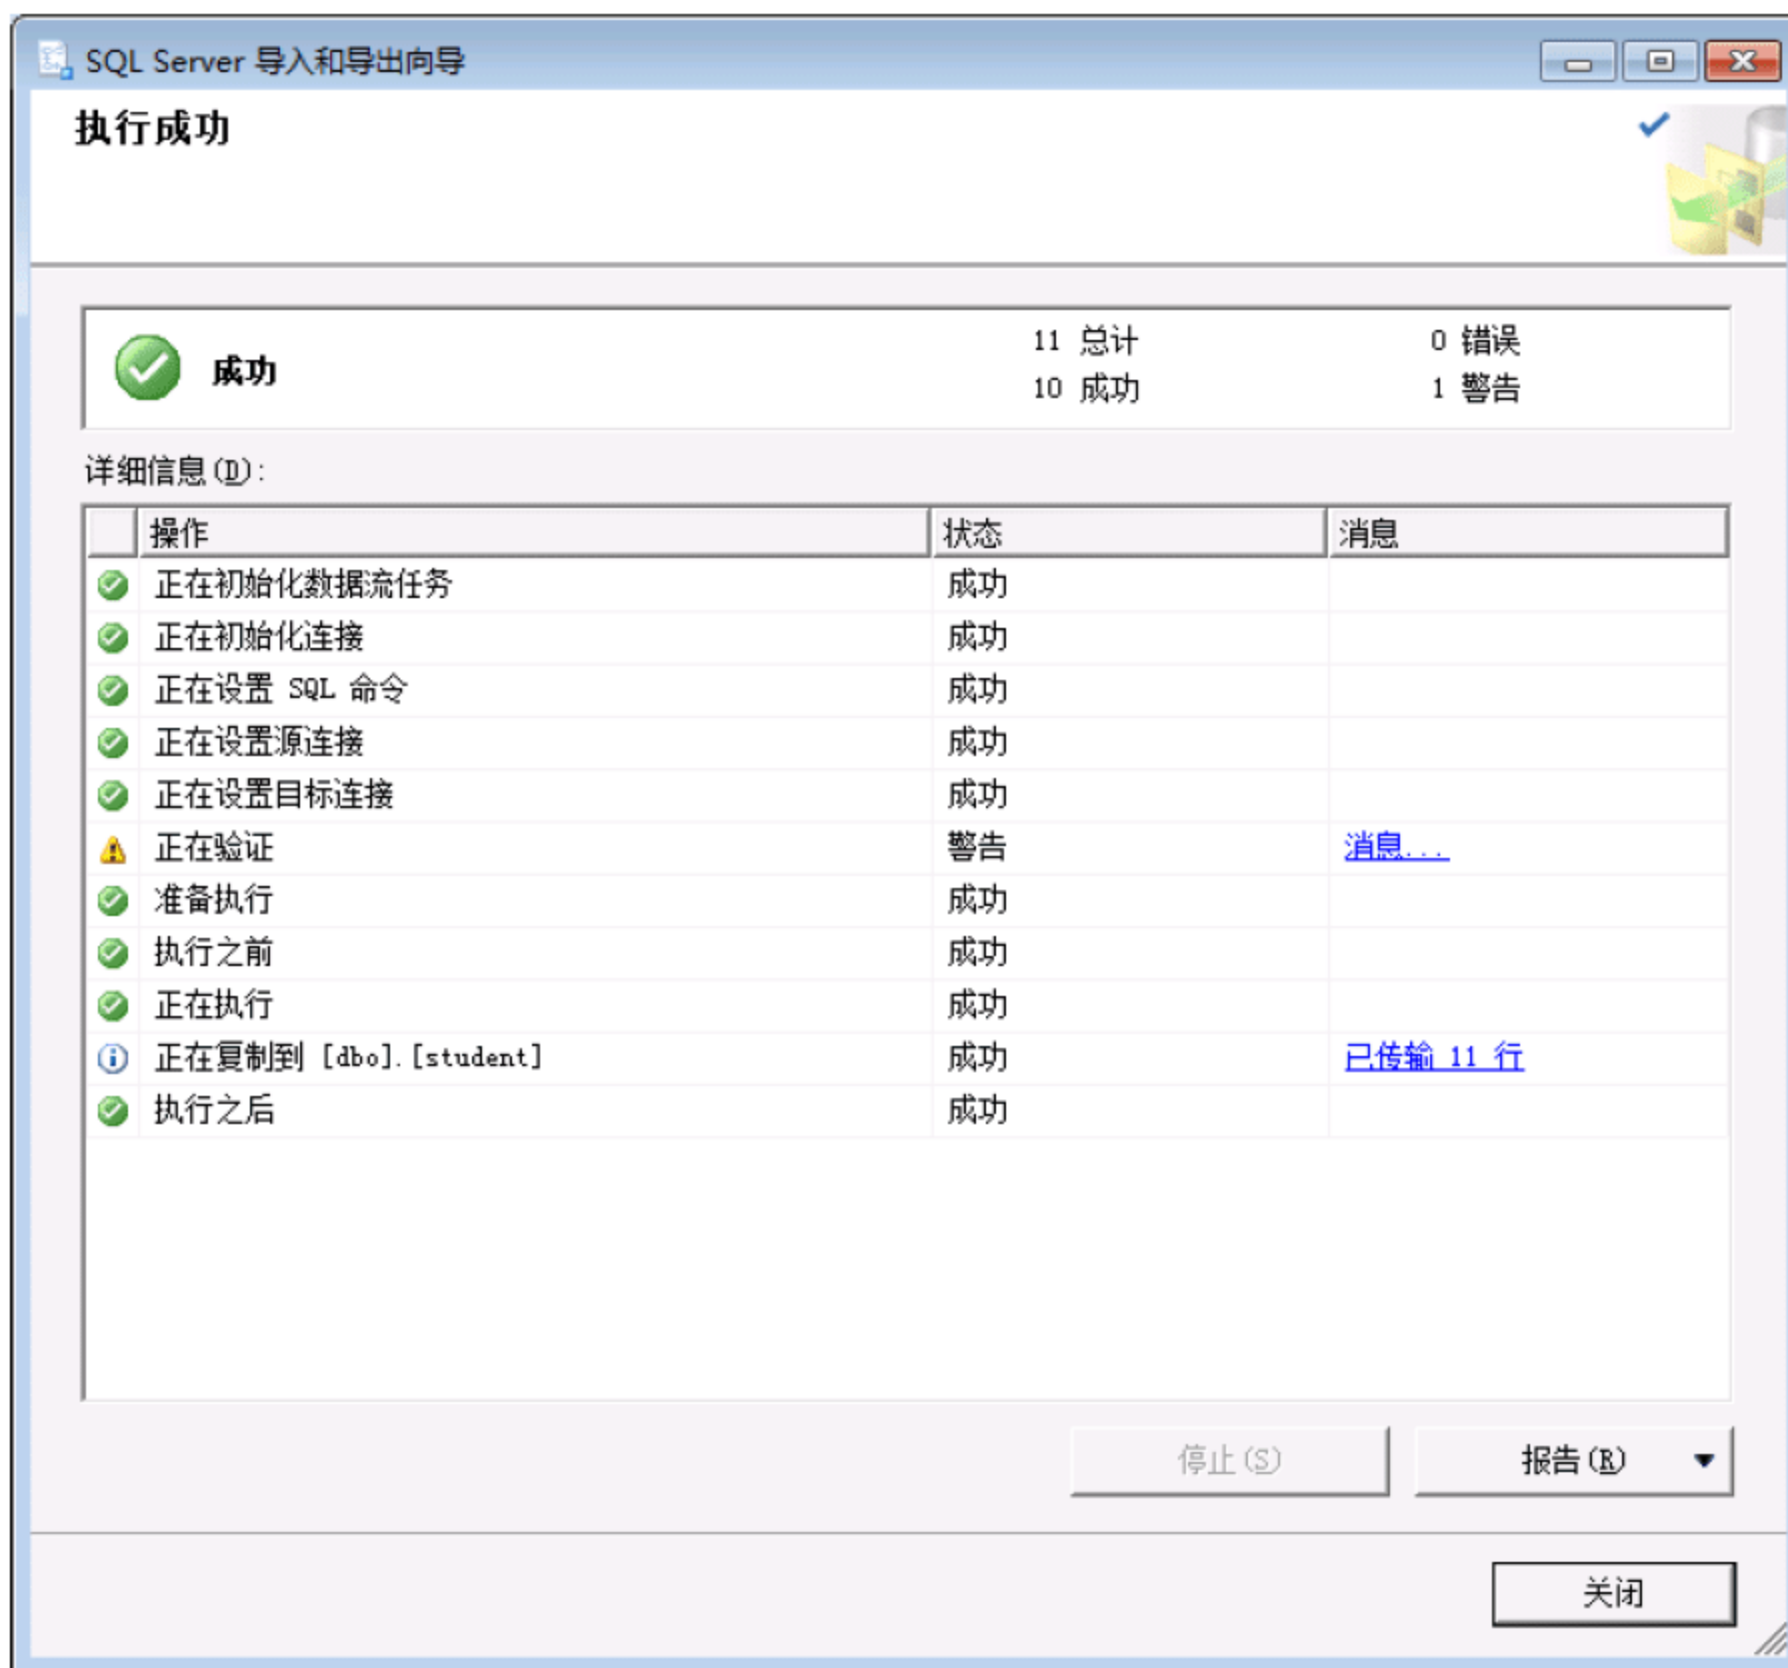 SQL Server 导入和导出向导
执行成功
成功
11 总计 0 错误
10 成功 1 警告
详细信息(D):
操作 状态 消息
正在初始化数据流任务 成功
正在初始化连接 成功
正在设置 SQL 命令 成功
正在设置源连接 成功
正在设置目标连接 成功
正在验证 警告 消息...
准备执行 成功
执行之前 成功
正在执行 成功
正在复制到 [dbo].[student] 成功 已传输 11 行
执行之后 成功
停止(S) 报告(R)
关闭